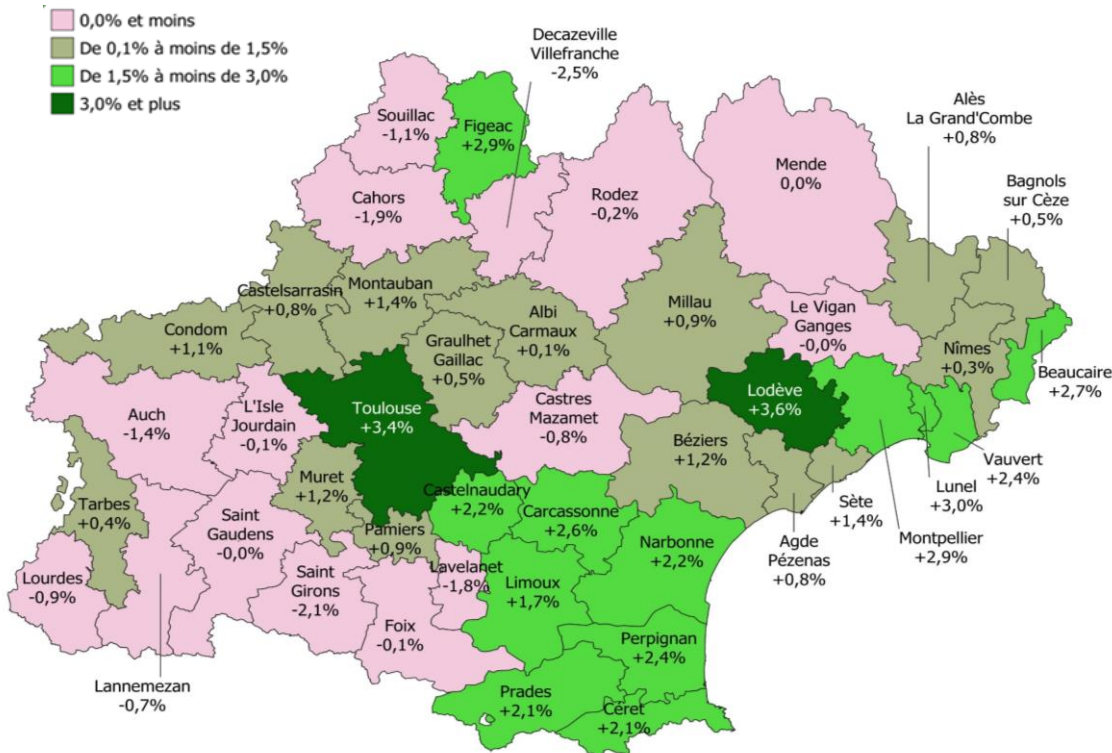 0,0% et moins
De 0,1% à moins de 1,5%
De 1,5% à moins de 3,0%
3,0% et plus
Decazeville
Villefranche
-2,5%
Souillac
-1,1%
Figeac
+2,9%
Alès
La Grand'Combe
+0,8%
Mende
0,0%
Bagnols
sur Cèze
+0,5%
Cahors
-1,9%
Rodez
-0,2%
Castelsarrasin
+0,8%
Montauban
+1,4%
Condom
+1,1%
Albi
Carmaux
+0,1%
Millau
+0,9%
Le Vigan
Ganges
-0,0%
Graulhet
Gaillac
+0,5%
Nîmes
+0,3%
Beaucaire
+2,7%
Auch
-1,4%
L'Isle
Jourdain
-0,1%
Toulouse
+3,4%
Castres
Mazamet
-0,8%
Lodève
+3,6%
Béziers
+1,2%
Vauvert
+2,4%
Muret
+1,2%
Castelnaudary
+2,2%
Lunel
+3,0%
Tarbes
+0,4%
Sète
+1,4%
Carcassonne
+2,6%
Saint
Gaudens
-0,0%
Pamiers
+0,9%
Montpellier
+2,9%
Agde
Pézenas
+0,8%
Narbonne
+2,2%
Lavelanet
-1,8%
Lourdes
-0,9%
Saint
Girons
-2,1%
Limoux
+1,7%
Foix
-0,1%
Perpignan
+2,4%
Lannemezan
-0,7%
Prades
+2,1%
Céret
+2,1%